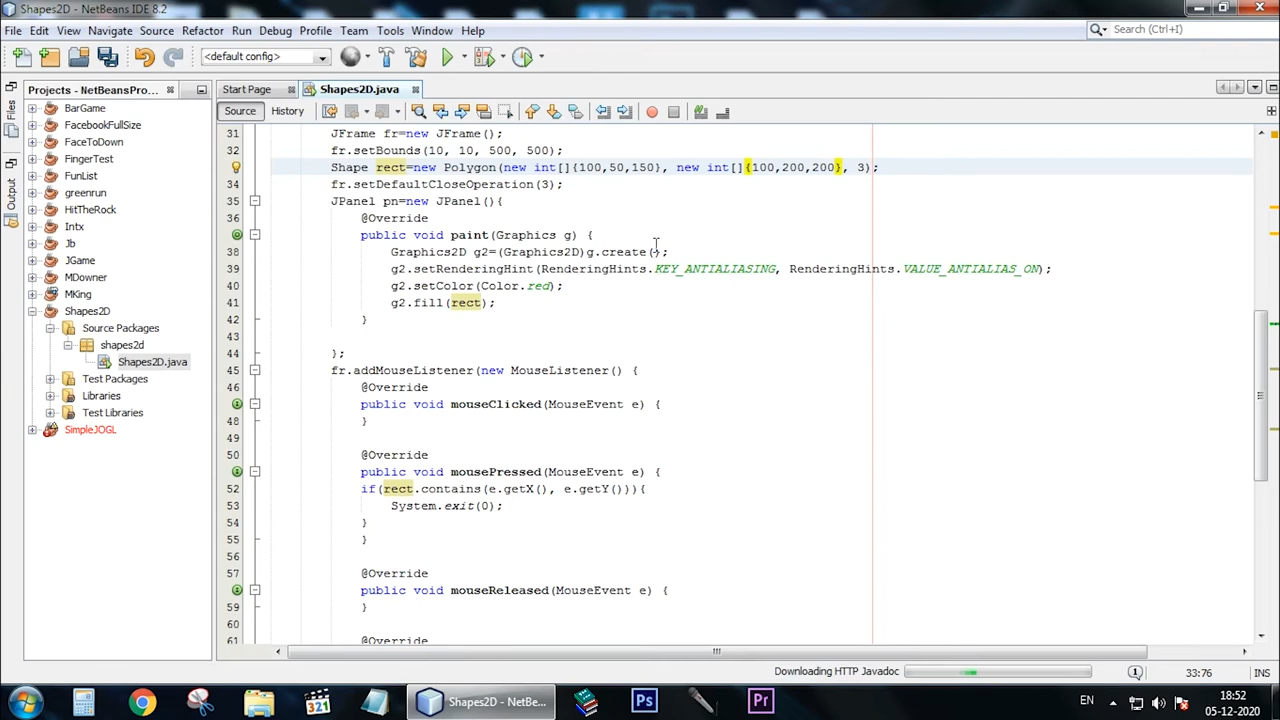 Shapes2D - NetBeans IDE 8.2
File Edit View Navigate Source Refactor Run Debug Profile Team Tools Window Help
Search (Ctrl+I)
<default config>
Files
Output
Projects - NetBeansPro...
BarGame
FacebookFullSize
FaceToDown
FingerTest
FunList
greenrun
HitTheRock
Intx
Jb
JGame
MDowner
MKing
Shapes2D
Source Packages
shapes2d
Shapes2D.java
Test Packages
Libraries
Test Libraries
SimpleJOGL
Start Page Shapes2D.java
Source History
31 JFrame fr=new JFrame();
32 fr.setBounds(10, 10, 500, 500);
Shape rect=new Polygon(new int[]{100,50,150}, new int[]{100,200,200}, 3);
34 fr.setDefaultCloseOperation(3);
35 JPanel pn=new JPanel(){
36 @Override
public void paint(Graphics g) {
38 Graphics2D g2=(Graphics2D)g.create();
39 g2.setRenderingHint(RenderingHints.KEY_ANTIALIASING, RenderingHints.VALUE_ANTIALIAS_ON);
40 g2.setColor(Color.red);
41 g2.fill(rect);
42 }
43
44 };
45 fr.addMouseListener(new MouseListener() {
46 @Override
public void mouseClicked(MouseEvent e) {
48 }
49
50 @Override
public void mousePressed(MouseEvent e) {
52 if(rect.contains(e.getX(), e.getY())){
53 System.exit(0);
54 }
55 }
56
57 @Override
public void mouseReleased(MouseEvent e) {
59 }
60
61 @Override
Downloading HTTP Javadoc
1
33:76
INS
321
Shapes2D - NetBe...
Ps
Pr
EN
18:52
05-12-2020